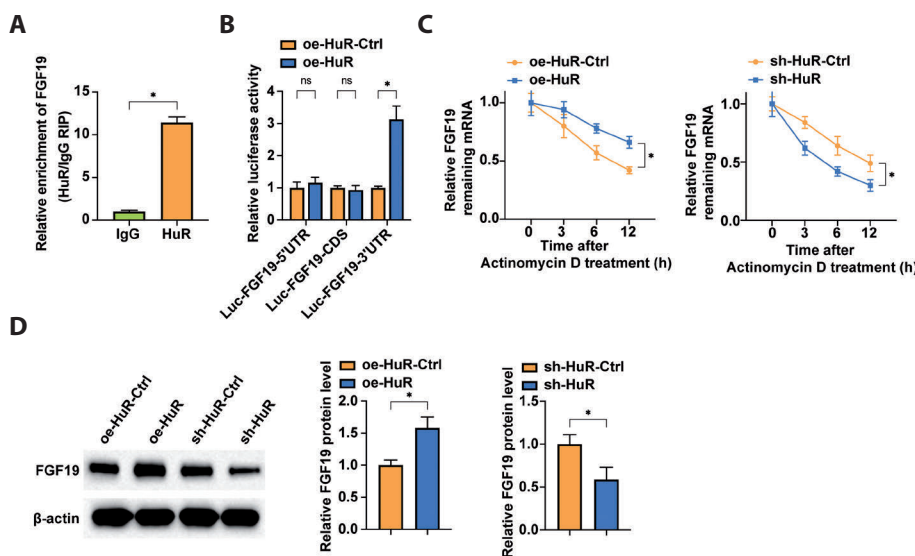 A
Relative enrichment of FGF19
(HuR/IgG RIP)
15
10
5
0
*
IgG
HuR
B
oe-HuR-Ctrl
oe-HuR
Relative luciferase activity
4
3
2
1
0
ns
ns
*
Luc-FGF19-5'UTR
Luc-FGF19-CDS
Luc-FGF19-3'UTR
C
oe-HuR-Ctrl
oe-HuR
Relative FGF19
remaining mRNA
1.0
0.5
0.0
*
0
3
6
12
Time after
Actinomycin D treatment (h)
sh-HuR-Ctrl
sh-HuR
Relative FGF19
remaining mRNA
1.0
0.5
0.0
*
0
3
6
12
Time after
Actinomycin D treatment (h)
D
oe-HuR-Ctrl
oe-HuR
sh-HuR-Ctrl
sh-HuR
FGF19
β-actin
oe-HuR-Ctrl
oe-HuR
Relative FGF19 protein level
2.0
1.5
1.0
0.5
0.0
*
sh-HuR-Ctrl
sh-HuR
Relative FGF19 protein level
1.5
1.0
0.5
0.0
*